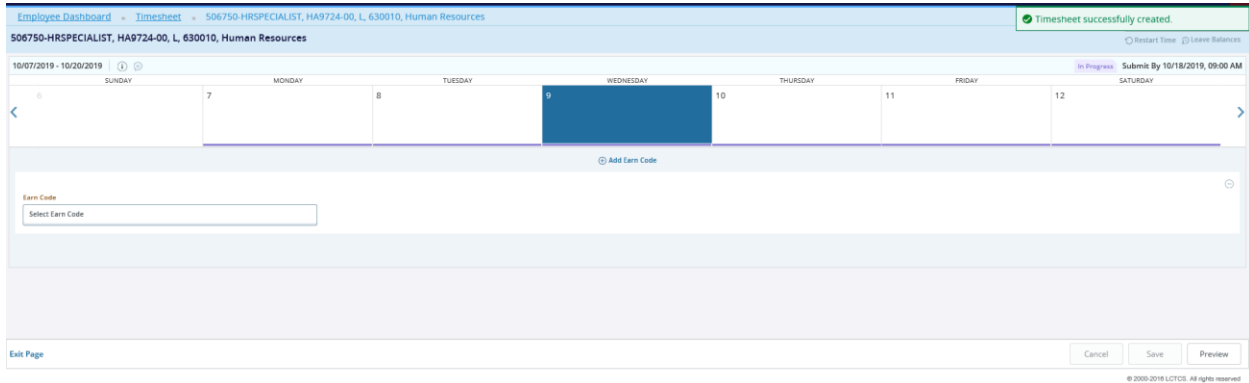 Employee Dashboard • Timesheet • 506750-HRSPECIALIST, HA9724-00, L, 630010, Human Resources
Timesheet successfully created.
506750-HRSPECIALIST, HA9724-00, L, 630010, Human Resources
Restart Time Leave Balances
10/07/2019 - 10/20/2019
In Progress Submit By 10/18/2019, 09:00 AM
SUNDAY MONDAY TUESDAY WEDNESDAY THURSDAY FRIDAY SATURDAY
6 7 8 9 10 11 12
Add Earn Code
Earn Code
Select Earn Code
Exit Page Cancel Save Preview
© 2000-2016 LCTCS. All rights reserved